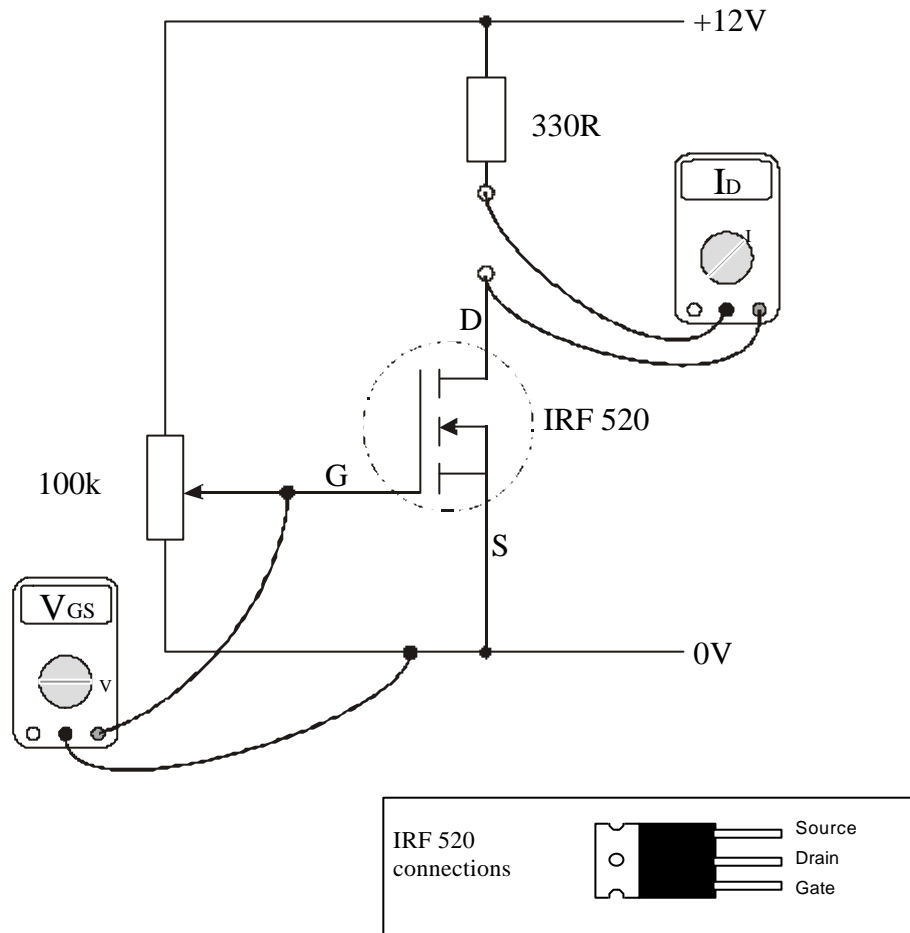 +12V
330R
ID
I
D
IRF 520
100k
G
S
VGS
V
0V
IRF 520
connections
Source
Drain
Gate